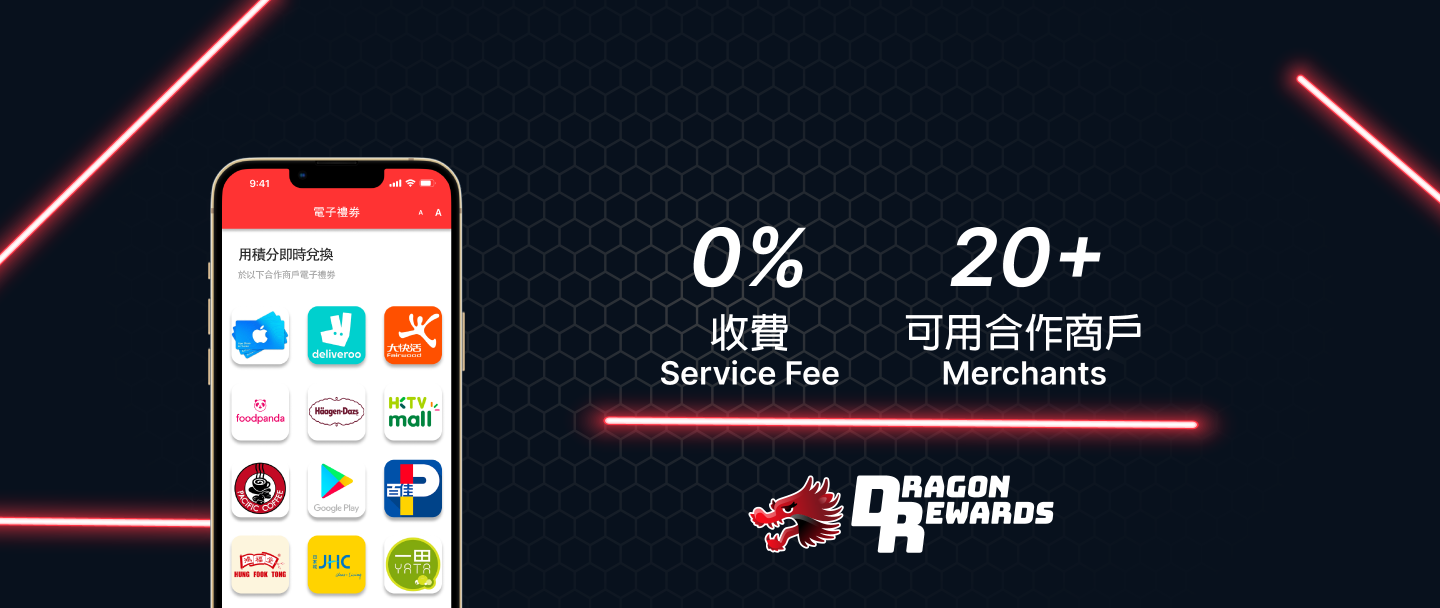 9:41
電子禮券
A
A
用積分即時兌換
於以下合作商戶電子禮券
deliveroo
大快活
Fairwood
foodpanda
Häagen-Dazs
HKTV
mall
PACIFIC COFFEE
Google Play
百佳
P
鴻福堂
HUNG FOOK TONG
JHC
一田
YATA
0%
收費
Service Fee
20+
可用合作商戶
Merchants
DRAGON
REWARDS